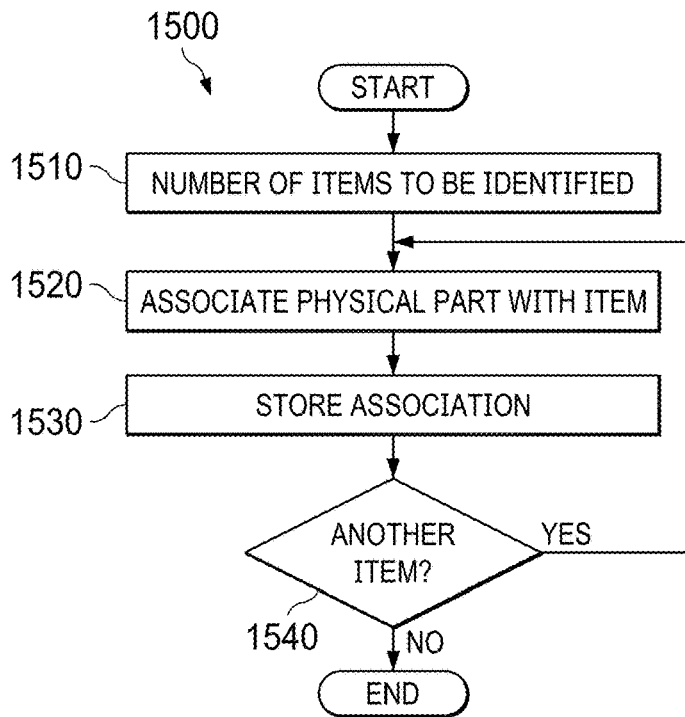 1500
START
1510
NUMBER OF ITEMS TO BE IDENTIFIED
1520
ASSOCIATE PHYSICAL PART WITH ITEM
1530
STORE ASSOCIATION
ANOTHER
ITEM?
YES
1540
NO
END